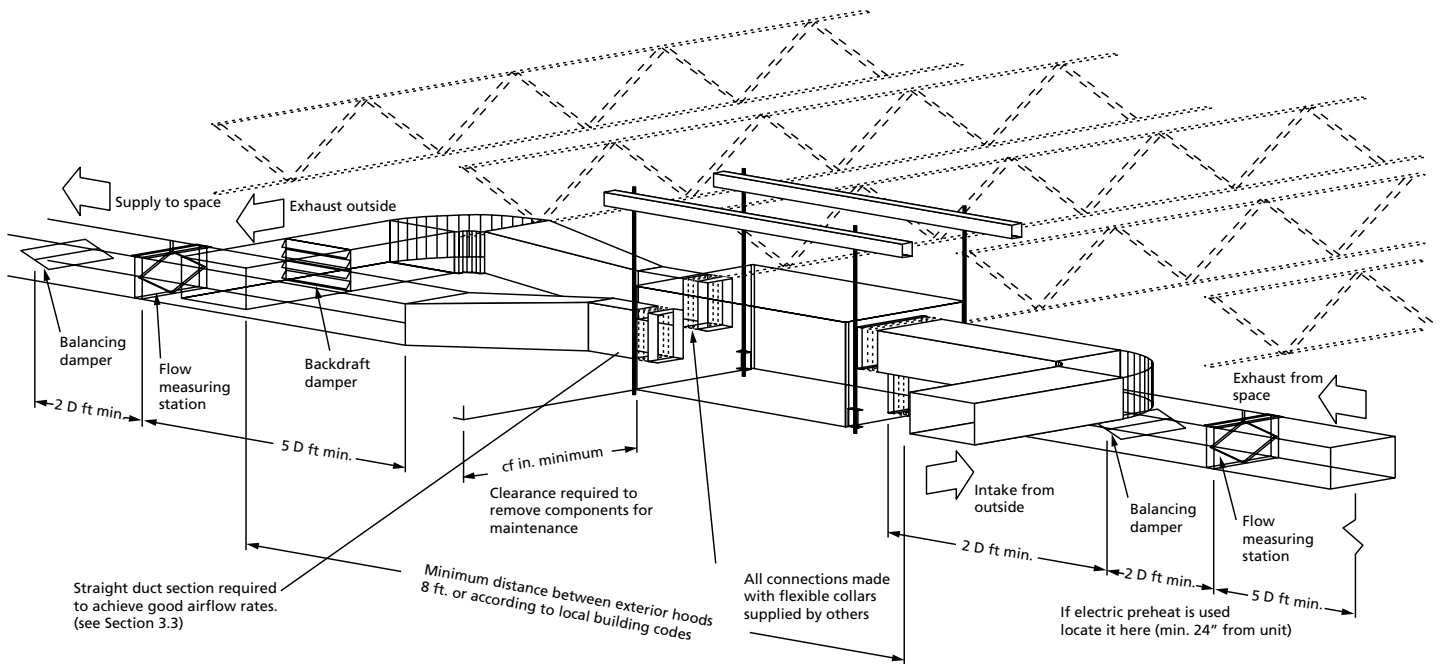 Supply to space
Exhaust outside
Balancing
damper
Flow
measuring
station
Backdraft
damper
2 D ft min.
5 D ft min.
cf in. minimum
Clearance required to
remove components for
maintenance
Exhaust from
space
Intake from
outside
Balancing
damper
Flow
measuring
station
2 D ft min.
2 D ft min.
5 D ft min.
Straight duct section required
to achieve good airflow rates.
(see Section 3.3)
Minimum distance between exterior hoods
8 ft. or according to local building codes
All connections made
with flexible collars
supplied by others
If electric preheat is used
locate it here (min. 24" from unit)